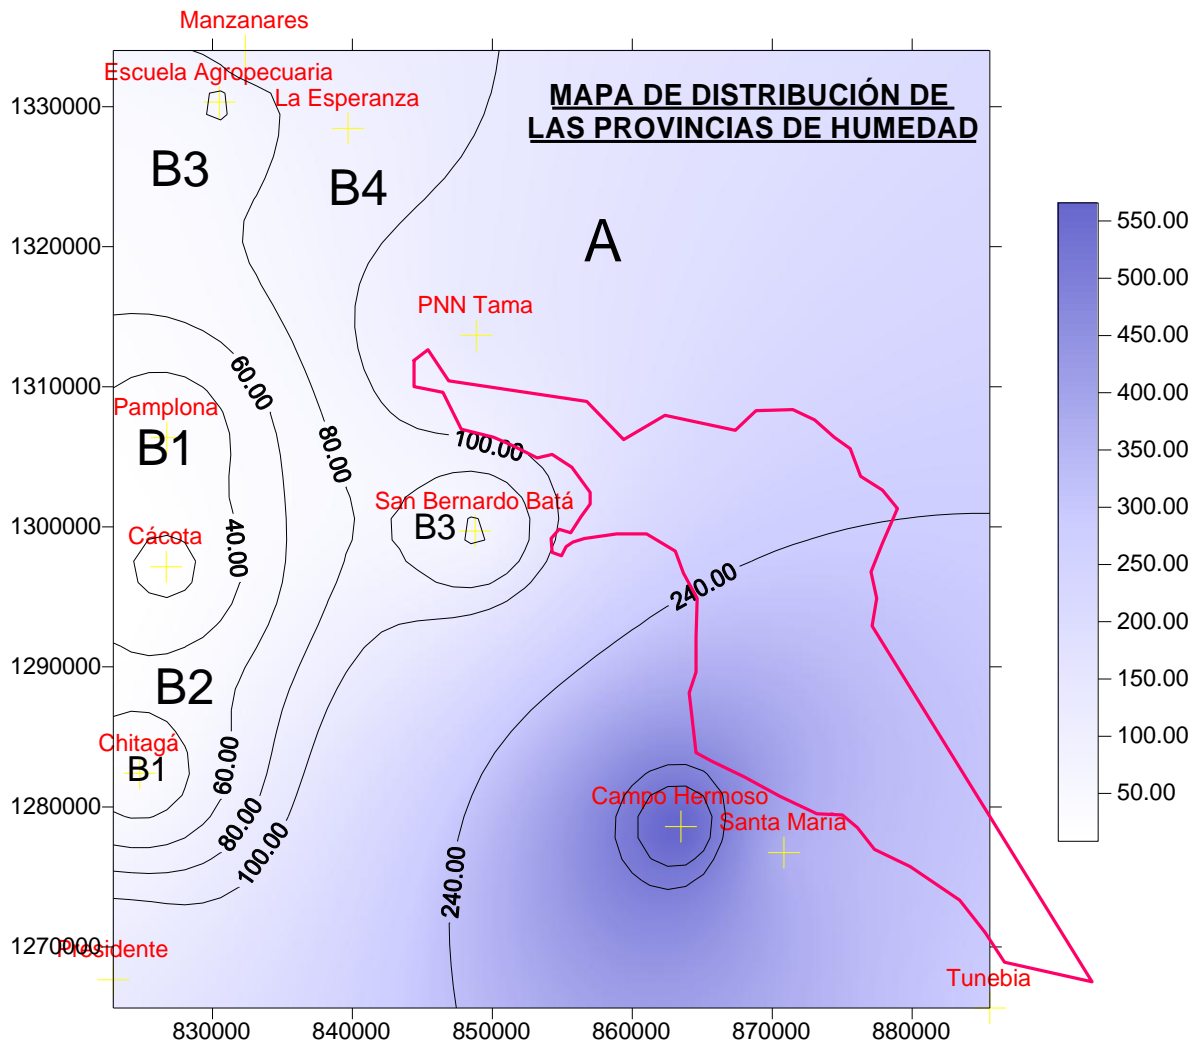 Manzanares
Escuela Agropecuaria
La Esperanza
MAPA DE DISTRIBUCIÓN DE
LAS PROVINCIAS DE HUMEDAD
1330000
B3
B4
A
1320000
550.00
500.00
450.00
400.00
350.00
300.00
250.00
200.00
150.00
100.00
50.00
PNN Tama
1310000
60.00
Pamplona
B1
80.00
100.00
San Bernardo Batá
B3
1300000
Cácota
40.00
240.00
1290000
B2
Chitagá
B1
60.00
80.00
100.00
1280000
Campo Hermoso
Santa María
240.00
1270000
Presidente
Tunebia
830000
840000
850000
860000
870000
880000